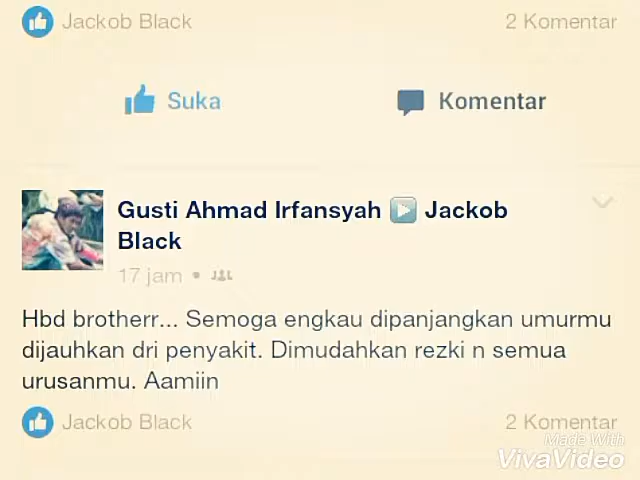 Jackob Black 2 Komentar
Suka Komentar
Gusti Ahmad Irfansyah Jackob
Black
17 jam •
Hbd brotherr... Semoga engkau dipanjangkan umurmu
dijauhkan dri penyakit. Dimudahkan rezki n semua
urusanmu. Aamiin
Jackob Black 2 Komentar
Made With
VivaVideo